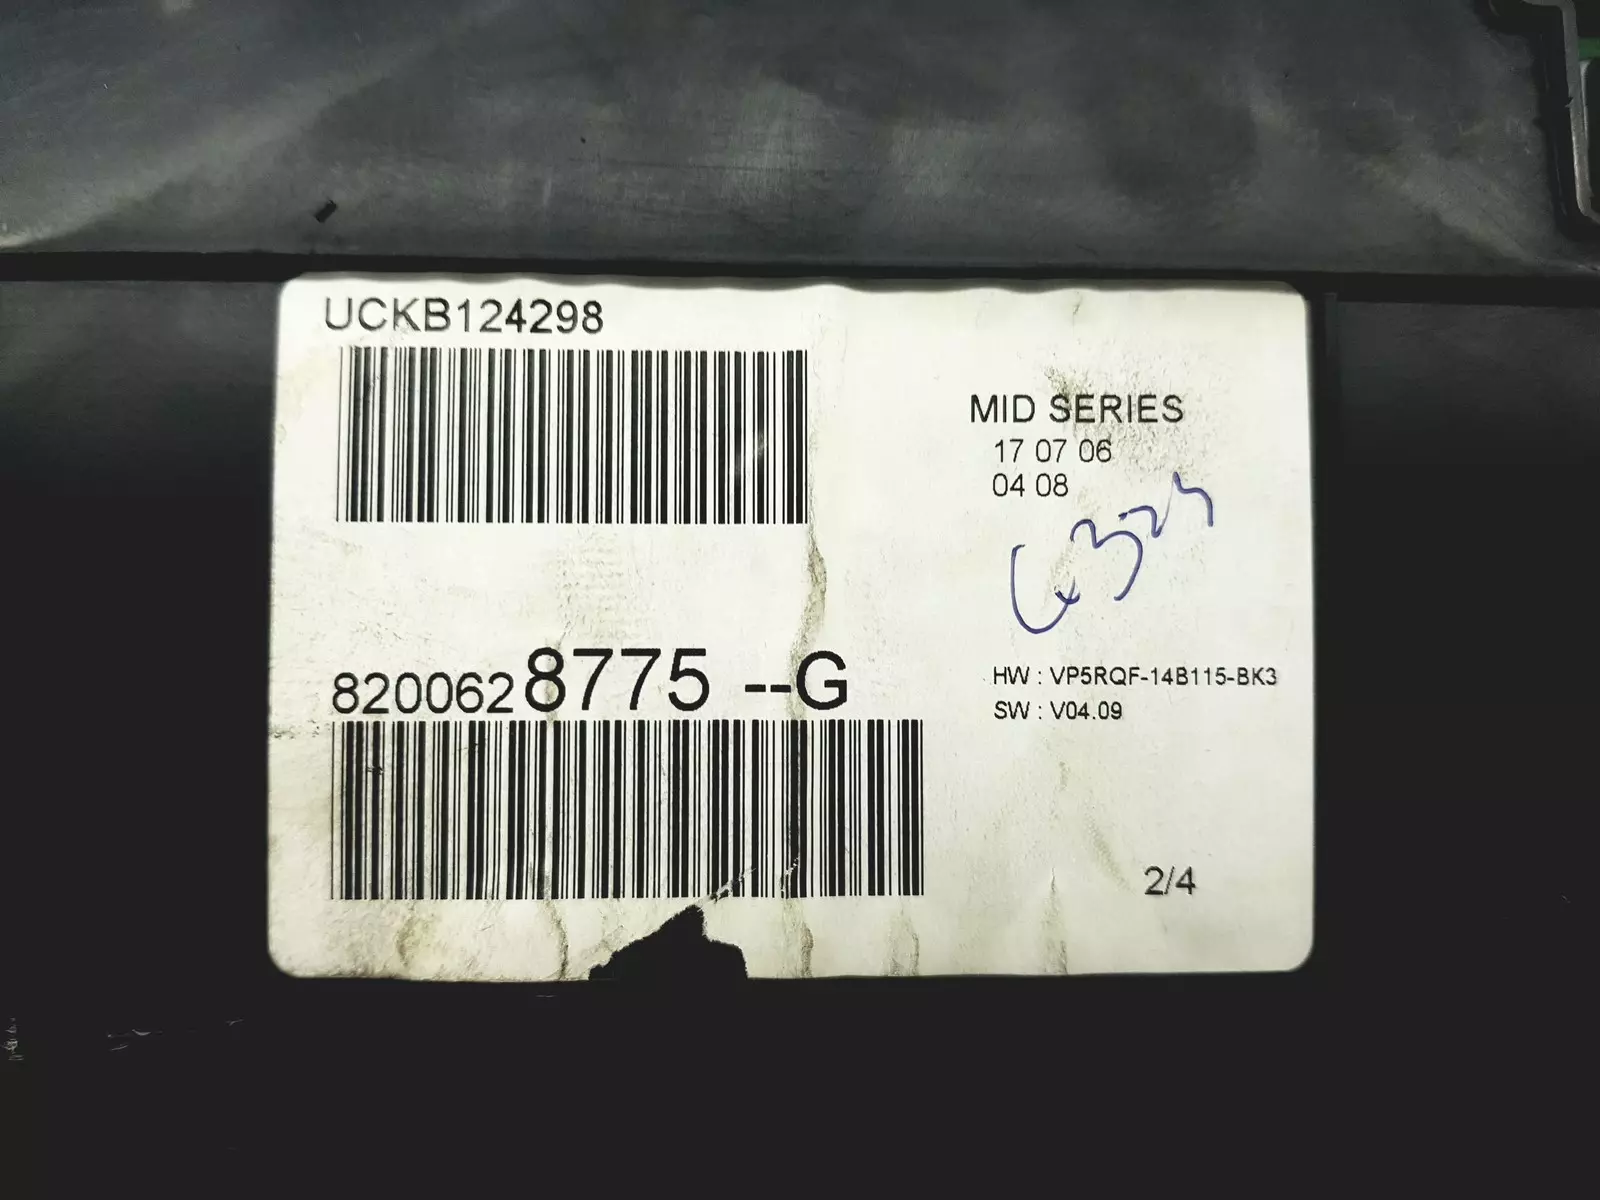 UCKB124298
MID SERIES
17 07 06
04 08
8200628775 --G
HW : VP5RQF-14B115-BK3
SW : V04.09
2/4